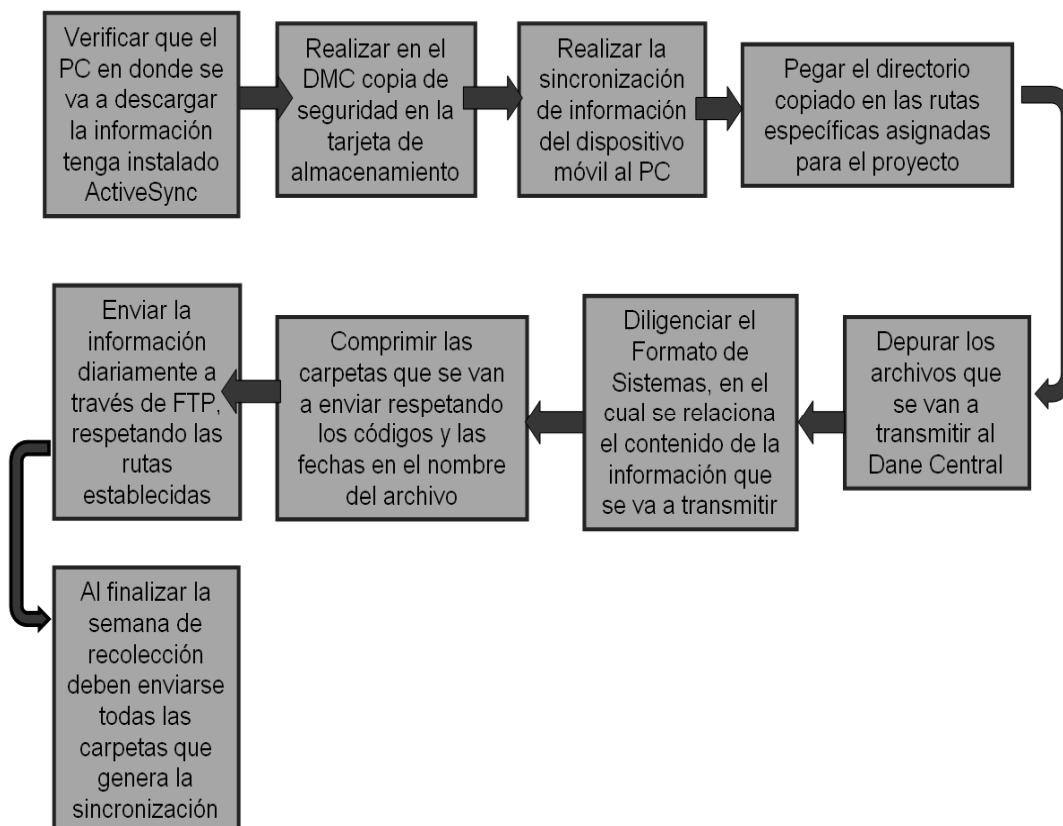 Verificar que el
PC en donde se
va a descargar
la información
tenga instalado
ActiveSync
Realizar en el
DMC copia de
seguridad en la
tarjeta de
almacenamiento
Realizar la
sincronización
de información
del dispositivo
móvil al PC
Pegar el directorio
copiado en las rutas
específicas asignadas
para el proyecto
Depurar los
archivos que
se van a
transmitir al
Dane Central
Diligenciar el
Formato de
Sistemas, en el
cual se relaciona
el contenido de la
información que
se va a transmitir
Comprimir las
carpetas que se van
a enviar respetando
los códigos y las
fechas en el nombre
del archivo
Enviar la
información
diariamente a
través de FTP,
respetando las
rutas
establecidas
Al finalizar la
semana de
recolección
deben enviarse
todas las
carpetas que
genera la
sincronización